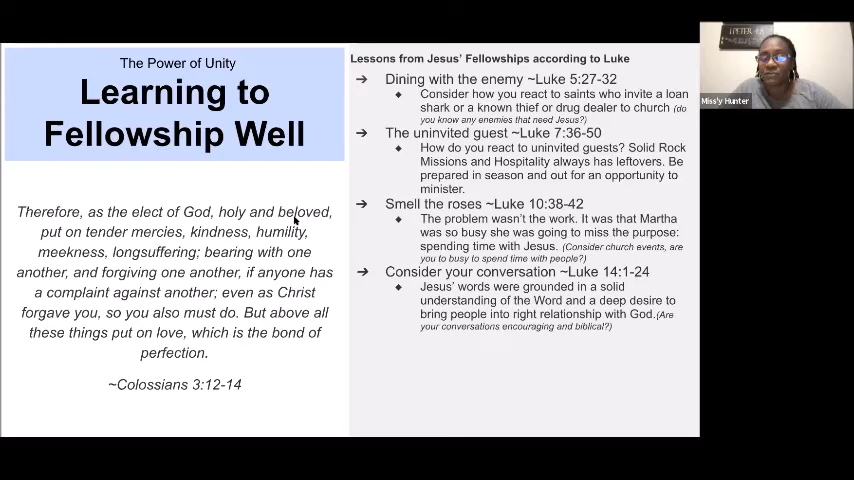 The Power of Unity
Learning to
Fellowship Well
Therefore, as the elect of God, holy and beloved,
put on tender mercies, kindness, humility,
meekness, longsuffering; bearing with one
another, and forgiving one another, if anyone has
a complaint against another; even as Christ
forgave you, so you also must do. But above all
these things put on love, which is the bond of
perfection.
~Colossians 3:12-14
Lessons from Jesus' Fellowships according to Luke
➔ Dining with the enemy ~Luke 5:27-32
◆ Consider how you react to saints who invite a loan
shark or a known thief or drug dealer to church (do
you know any enemies that need Jesus?)
➔ The uninvited guest ~Luke 7:36-50
◆ How do you react to uninvited guests? Solid Rock
Missions and Hospitality always has leftovers. Be
prepared in season and out for an opportunity to
minister.
➔ Smell the roses ~Luke 10:38-42
◆ The problem wasn't the work. It was that Martha
was so busy she was going to miss the purpose:
spending time with Jesus. (Consider church events, are
you to busy to spend time with people?)
➔ Consider your conversation ~Luke 14:1-24
◆ Jesus' words were grounded in a solid
understanding of the Word and a deep desire to
bring people into right relationship with God.(Are
your conversations encouraging and biblical?)
Miss'y Hunter